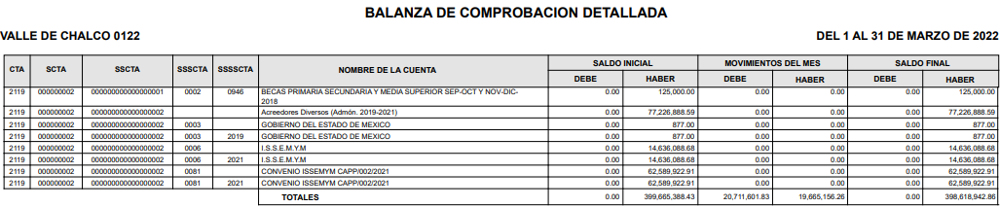 BALANZA DE COMPROBACION DETALLADA
VALLE DE CHALCO 0122 DEL 1 AL 31 DE MARZO DE 2022
CTA SCTA SSCTA SSSCTA SSSSCTA NOMBRE DE LA CUENTA SALDO INICIAL MOVIMIENTOS DEL MES SALDO FINAL
DEBE HABER DEBE HABER DEBE HABER
2119 000000002 000000000000000001 0002 0946 BECAS PRIMARIA SECUNDARIA Y MEDIA SUPERIOR SEP-OCT Y NOV-DIC- 0.00 125,000.00 0.00 0.00 0.00 125,000.00
2018
2119 000000002 000000000000000002 Acreedores Diversos (Admón. 2019-2021) 0.00 77,226,888.59 0.00 0.00 0.00 77,226,888.59
2119 000000002 000000000000000002 0003 GOBIERNO DEL ESTADO DE MEXICO 0.00 877.00 0.00 0.00 0.00 877.00
2119 000000002 000000000000000002 0003 2019 GOBIERNO DEL ESTADO DE MEXICO 0.00 877.00 0.00 0.00 0.00 877.00
2119 000000002 000000000000000002 0006 I.S.S.E.M.Y.M 0.00 14,636,088.68 0.00 0.00 0.00 14,636,088.68
2119 000000002 000000000000000002 0006 2021 I.S.S.E.M.Y.M 0.00 14,636,088.68 0.00 0.00 0.00 14,636,088.68
2119 000000002 000000000000000002 0081 CONVENIO ISSEMYM CAPP/002/2021 0.00 62,589,922.91 0.00 0.00 0.00 62,589,922.91
2119 000000002 000000000000000002 0081 2021 CONVENIO ISSEMYM CAPP/002/2021 0.00 62,589,922.91 0.00 0.00 0.00 62,589,922.91
TOTALES 0.00 399,665,388.43 20,711,601.83 19,665,156.26 0.00 398,618,942.86